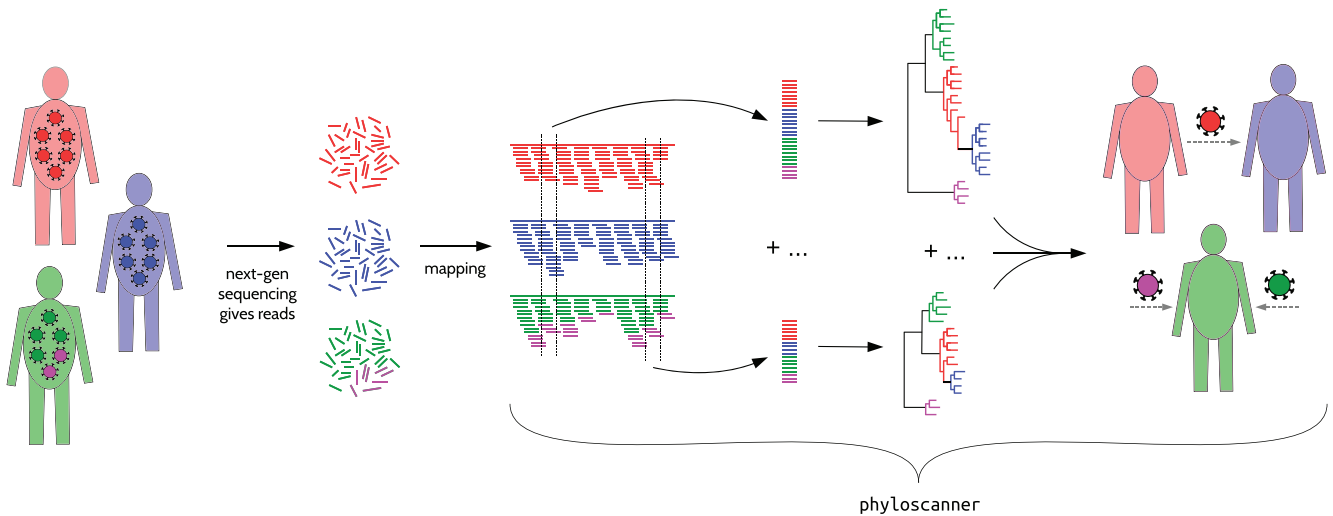 next-gen
sequencing
gives reads
mapping
+ ...
+ ...
phyloscanner